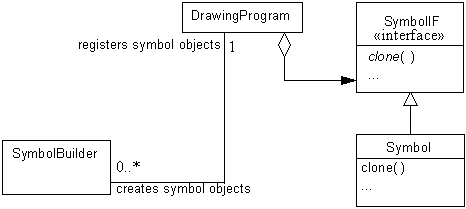 DrawingProgram
SymbolIF
«interface»
clone( )
...
registers symbol objects
1
SymbolBuilder
0..*
creates symbol objects
Symbol
clone( )
...